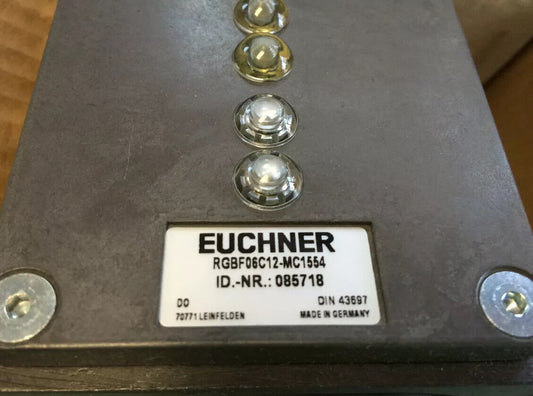 EUCHNER
RGBF06C12-MC1554
ID.-NR.: 085718
DO DIN 43697
70771 LEINFELDEN MADE IN GERMANY